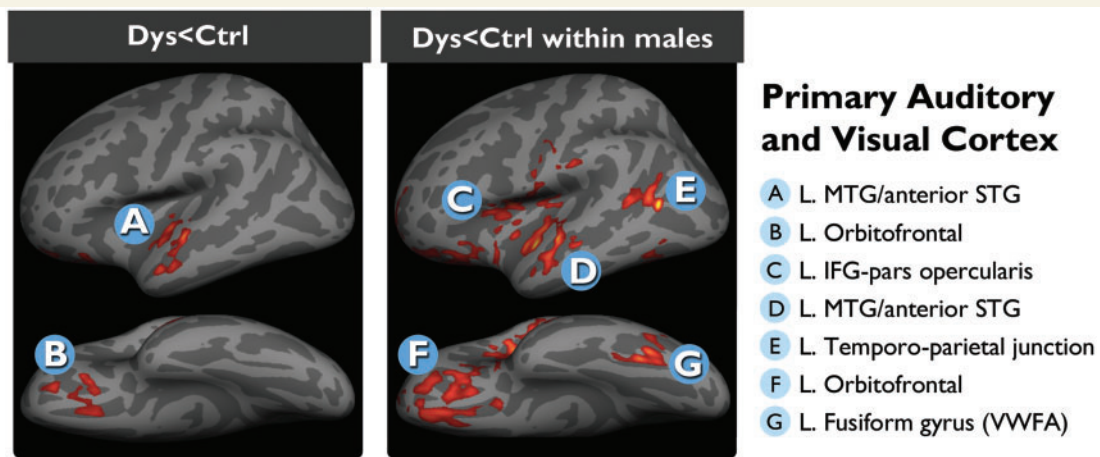 Dys<Ctrl
Dys<Ctrl within males
A
B
C
E
D
F
G
Primary Auditory
and Visual Cortex
A L. MTG/anterior STG
B L. Orbitofrontal
C L. IFG-pars opercularis
D L. MTG/anterior STG
E L. Temporo-parietal junction
F L. Orbitofrontal
G L. Fusiform gyrus (VWFA)